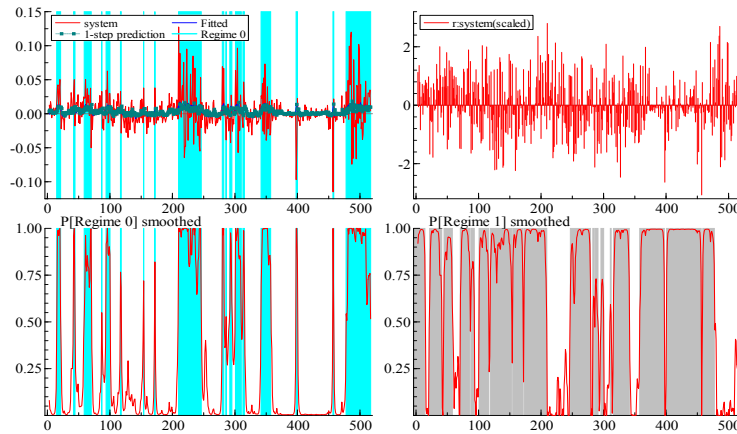 system
Fitted
1-step prediction
Regime 0
0.15
0.10
0.05
0.00
-0.05
-0.10
0 100 200 300 400 500
r:system(scaled)
2
0
-2
0 100 200 300 400 500
P[Regime 0] smoothed
1.00
0.75
0.50
0.25
0 100 200 300 400 500
P[Regime 1] smoothed
1.00
0.75
0.50
0.25
0 100 200 300 400 500